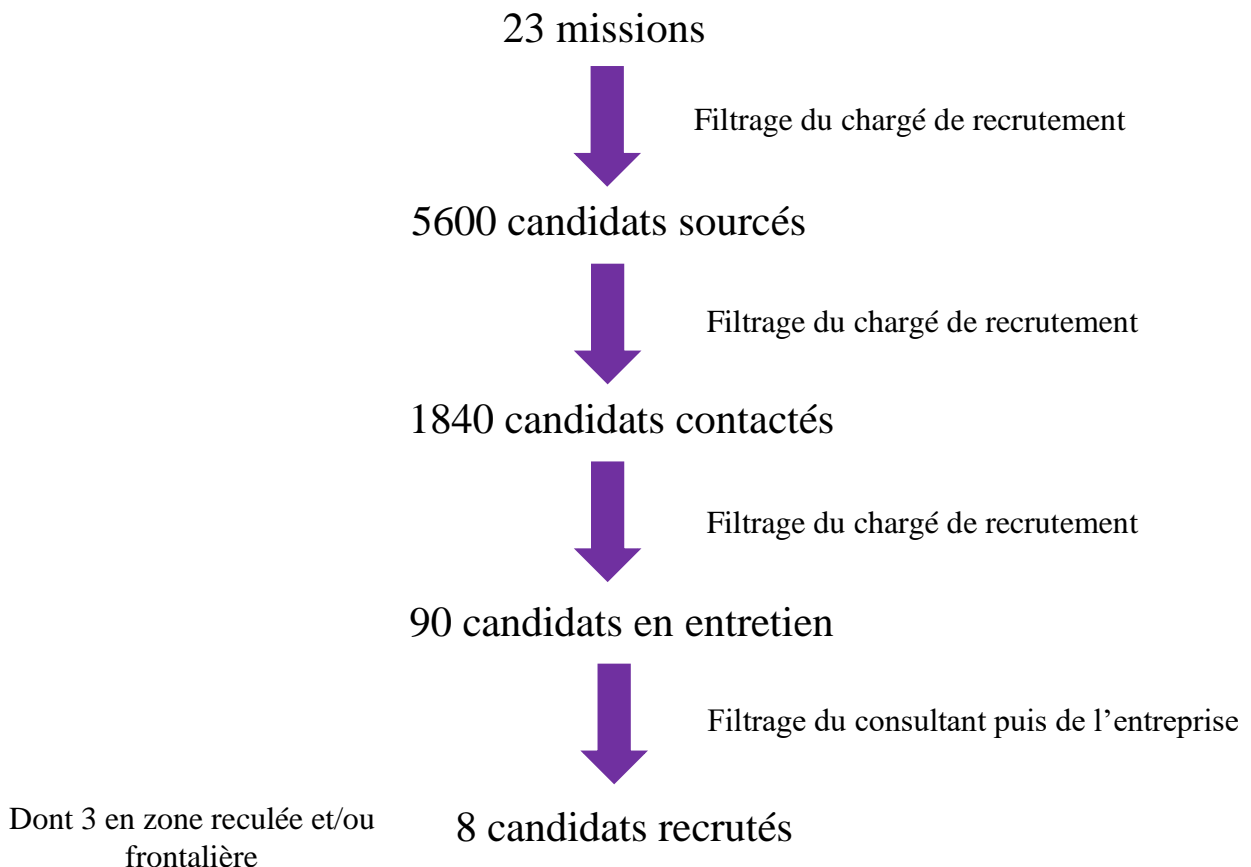 23 missions
Filtrage du chargé de recrutement
5600 candidats sourcés
Filtrage du chargé de recrutement
1840 candidats contactés
Filtrage du chargé de recrutement
90 candidats en entretien
Filtrage du consultant puis de l’entreprise
Dont 3 en zone reculée et/ou
frontalière
8 candidats recrutés